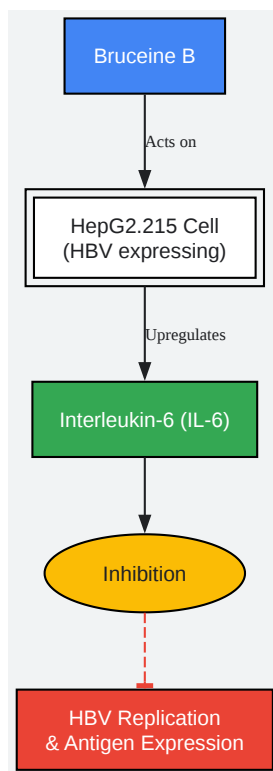 Bruceine B
Acts on
HepG2.215 Cell
(HBV expressing)
Upregulates
Interleukin-6 (IL-6)
Inhibition
HBV Replication
& Antigen Expression